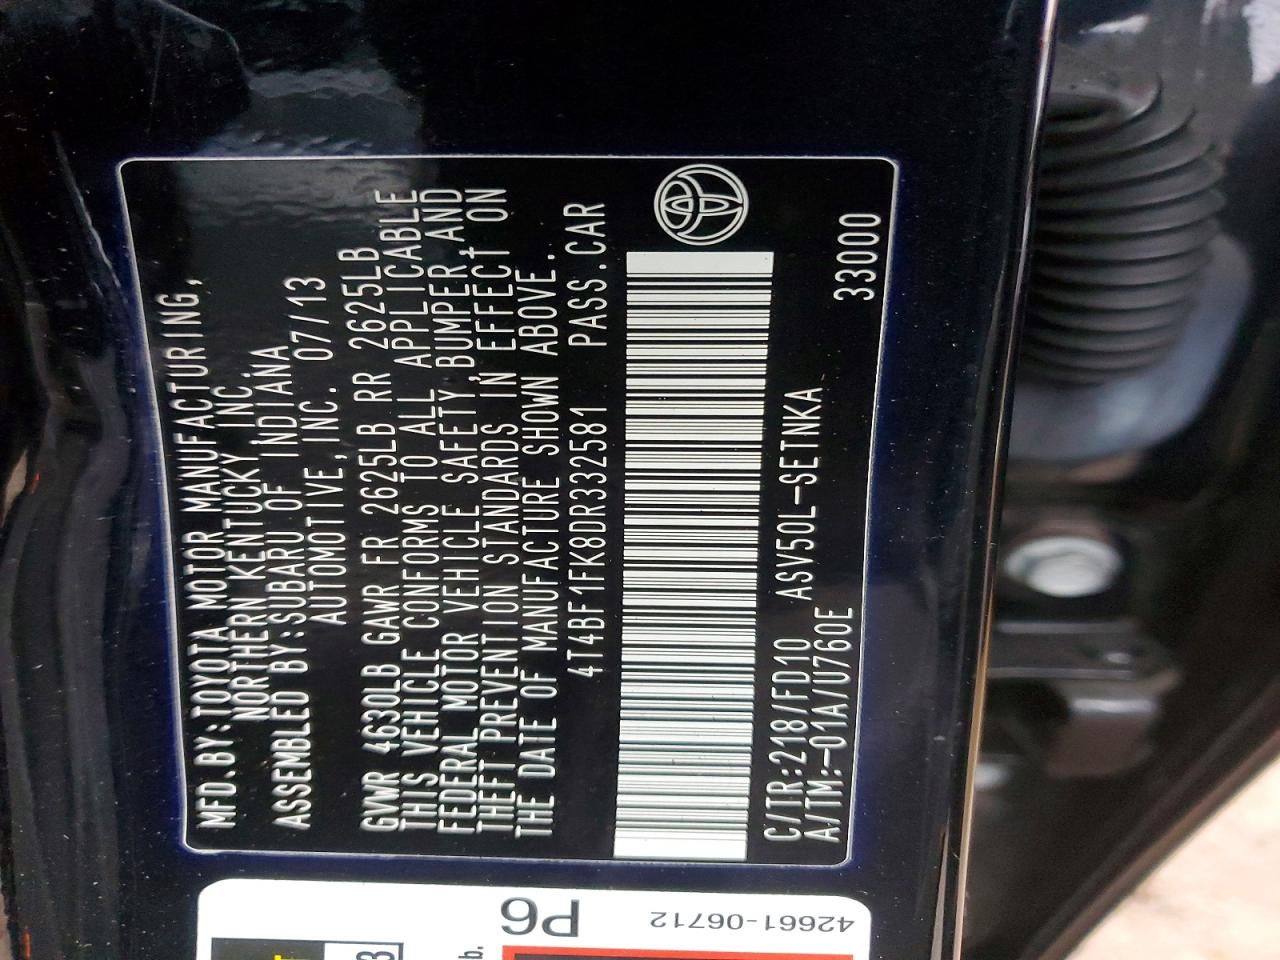 MFD.BY:TOYOTA MOTOR MANUFACTURING,
NORTHERN KENTUCKY,INC.
ASSEMBLED BY:SUBARU OF INDIANA
AUTOMOTIVE,INC. 07/13
GVWR 4630LB GAWR FR 2625LB RR 2625LB
THIS VEHICLE CONFORMS TO ALL APPLICABLE
FEDERAL MOTOR VEHICLE SAFETY,BUMPER,AND
THEFT PREVENTION STANDARDS IN EFFECT ON
THE DATE OF MANUFACTURE SHOWN ABOVE.
4T4BF1FK8DR332581 PASS.CAR
C/TR:218/FD10 ASV50L-SETNKA
A/TM:-01A/U760E 33000
P6
42661-06712
b.
3